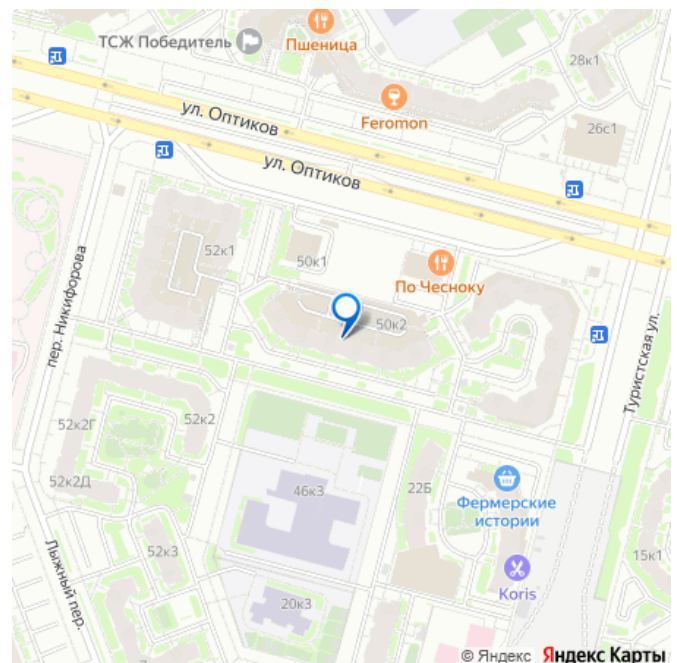 ТСЖ Победитель
Пшеница
28к1
ул. Оптиков
Feromon
26с1
ул. Оптиков
52к1
50к1
По Чесноку
50к2
пер. Никифорова
Туристская ул.
52к2Г
52к2
52к2Д
46к3
22Б
Фермерские
истории
Лыжный пер.
52к3
15к1
Koris
20к3
© Яндекс Яндекс Карты